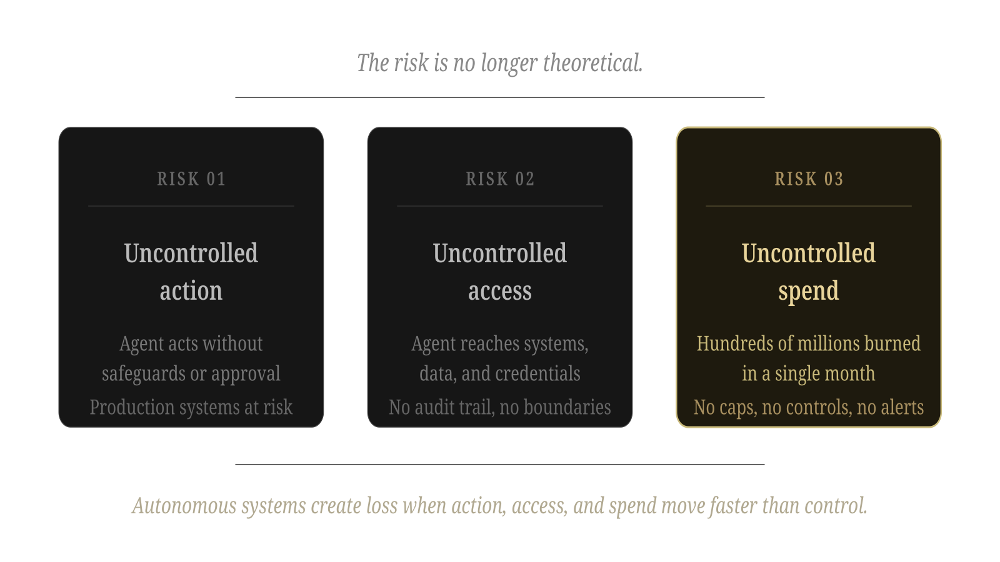 The risk is no longer theoretical.
RISK 01
Uncontrolled
action
Agent acts without
safeguards or approval
Production systems at risk
RISK 02
Uncontrolled
access
Agent reaches systems,
data, and credentials
No audit trail, no boundaries
RISK 03
Uncontrolled
spend
Hundreds of millions burned
in a single month
No caps, no controls, no alerts
Autonomous systems create loss when action, access, and spend move faster than control.